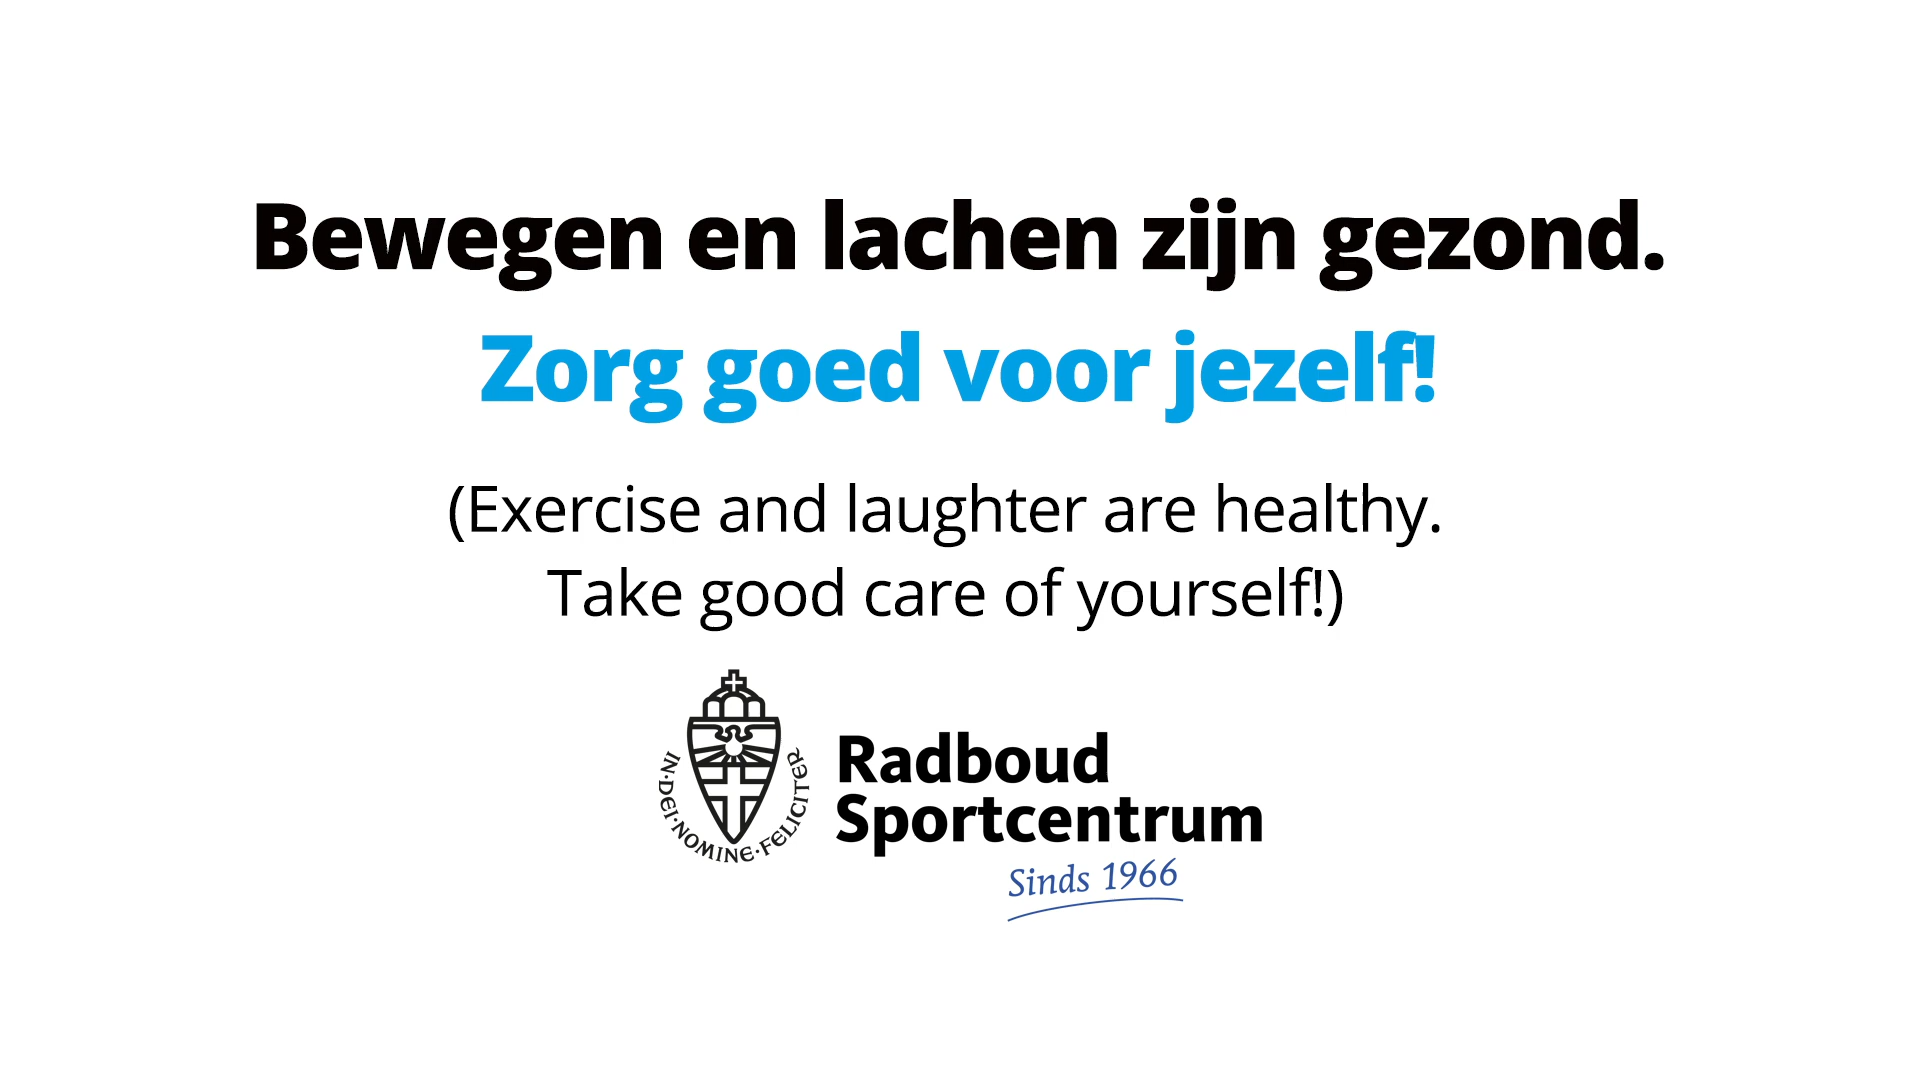 Bewegen en lachen zijn gezond.
Zorg goed voor jezelf!
(Exercise and laughter are healthy.
Take good care of yourself!)
IN·DEI·NOMINE·FELICITER
Radboud
Sportcentrum
Sinds 1966